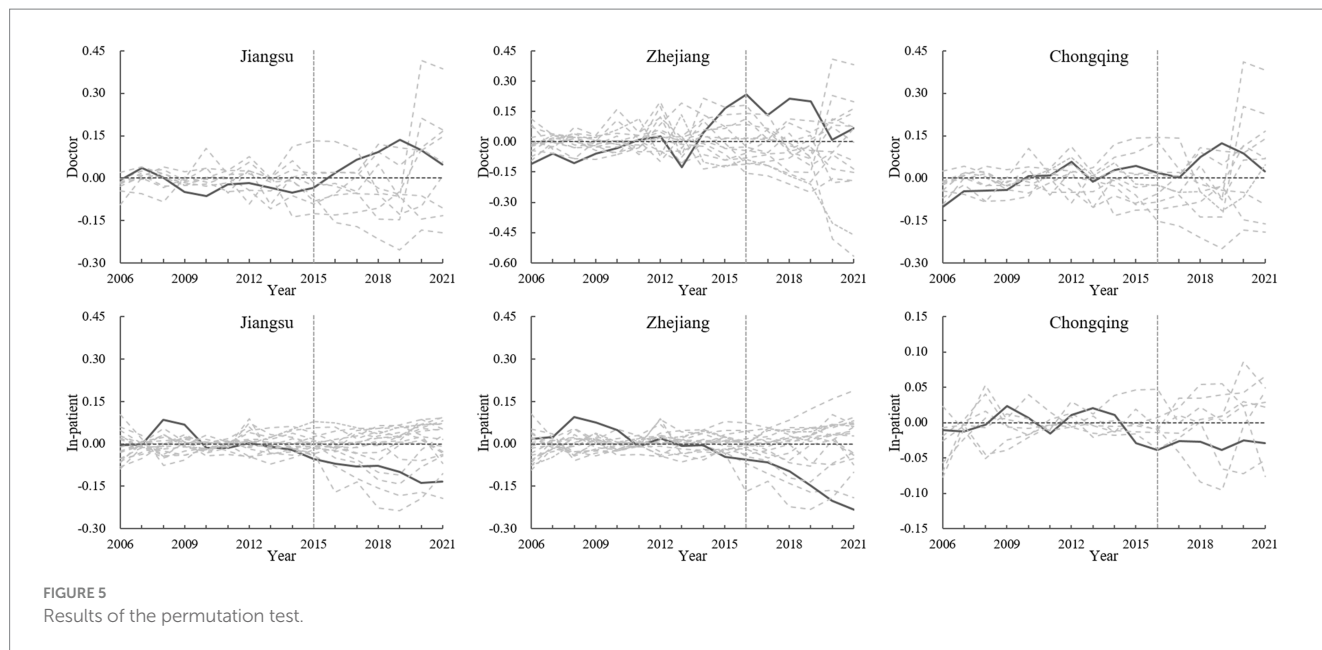 Jiangsu
0.45
0.30
0.15
0.00
-0.15
-0.30
Doctor
2006 2009 2012 2015 2018 2021
Year
Zhejiang
0.45
0.30
0.15
0.00
-0.15
-0.30
-0.45
-0.60
Doctor
2006 2009 2012 2015 2018 2021
Year
Chongqing
0.45
0.30
0.15
0.00
-0.15
-0.30
Doctor
2006 2009 2012 2015 2018 2021
Year
Jiangsu
0.45
0.30
0.15
0.00
-0.15
-0.30
In-patient
2006 2009 2012 2015 2018 2021
Year
Zhejiang
0.45
0.30
0.15
0.00
-0.15
-0.30
In-patient
2006 2009 2012 2015 2018 2021
Year
Chongqing
0.15
0.10
0.05
0.00
-0.05
-0.10
-0.15
In-patient
2006 2009 2012 2015 2018 2021
Year
FIGURE 5
Results of the permutation test.